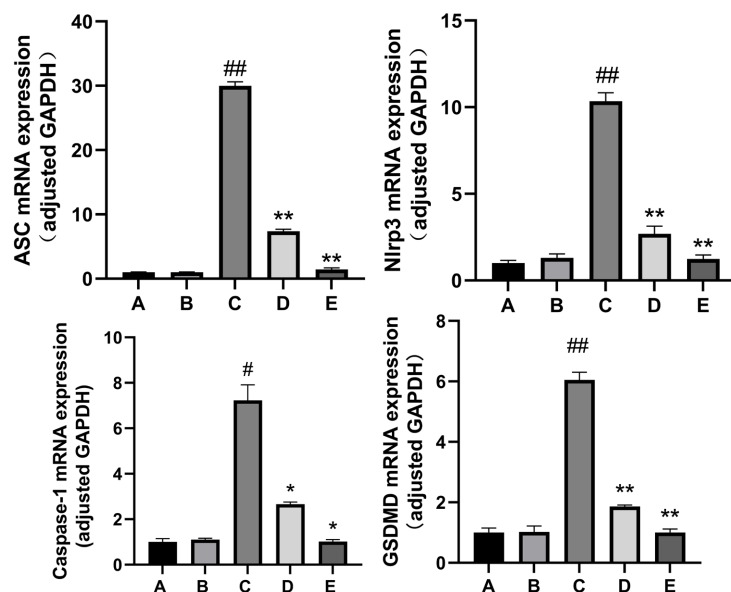 ASC mRNA expression
(adjusted GAPDH)
40
30
20
10
0
##
**
**
A B C D E
Nlrp3 mRNA expression
(adjusted GAPDH)
15
10
5
0
##
**
**
A B C D E
Caspase-1 mRNA expression
(adjusted GAPDH)
10
8
6
4
2
0
#
*
*
A B C D E
GSDMD mRNA expression
(adjusted GAPDH)
8
6
4
2
0
##
**
**
A B C D E